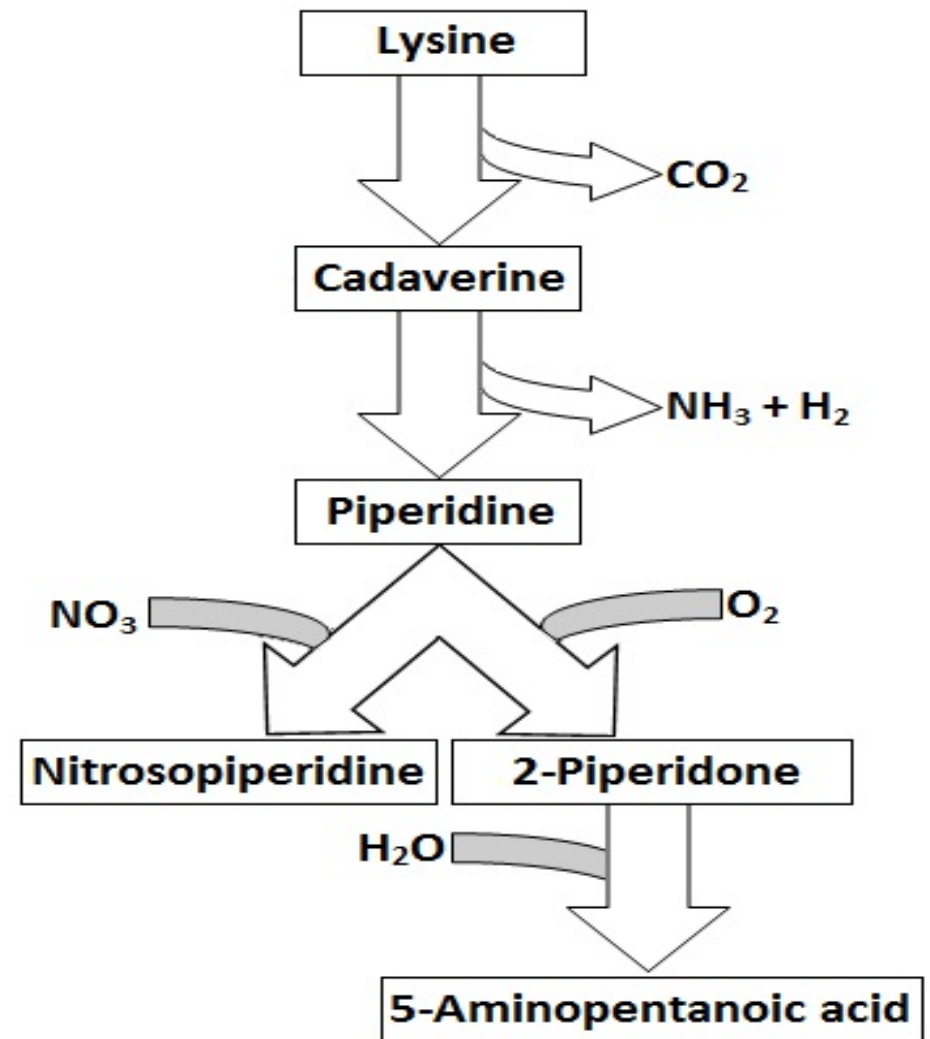 Lysine
CO₂
Cadaverine
NH₃ + H₂
Piperidine
NO₃
O₂
Nitrosopiperidine
2-Piperidone
H₂O
5-Aminopentanoic acid